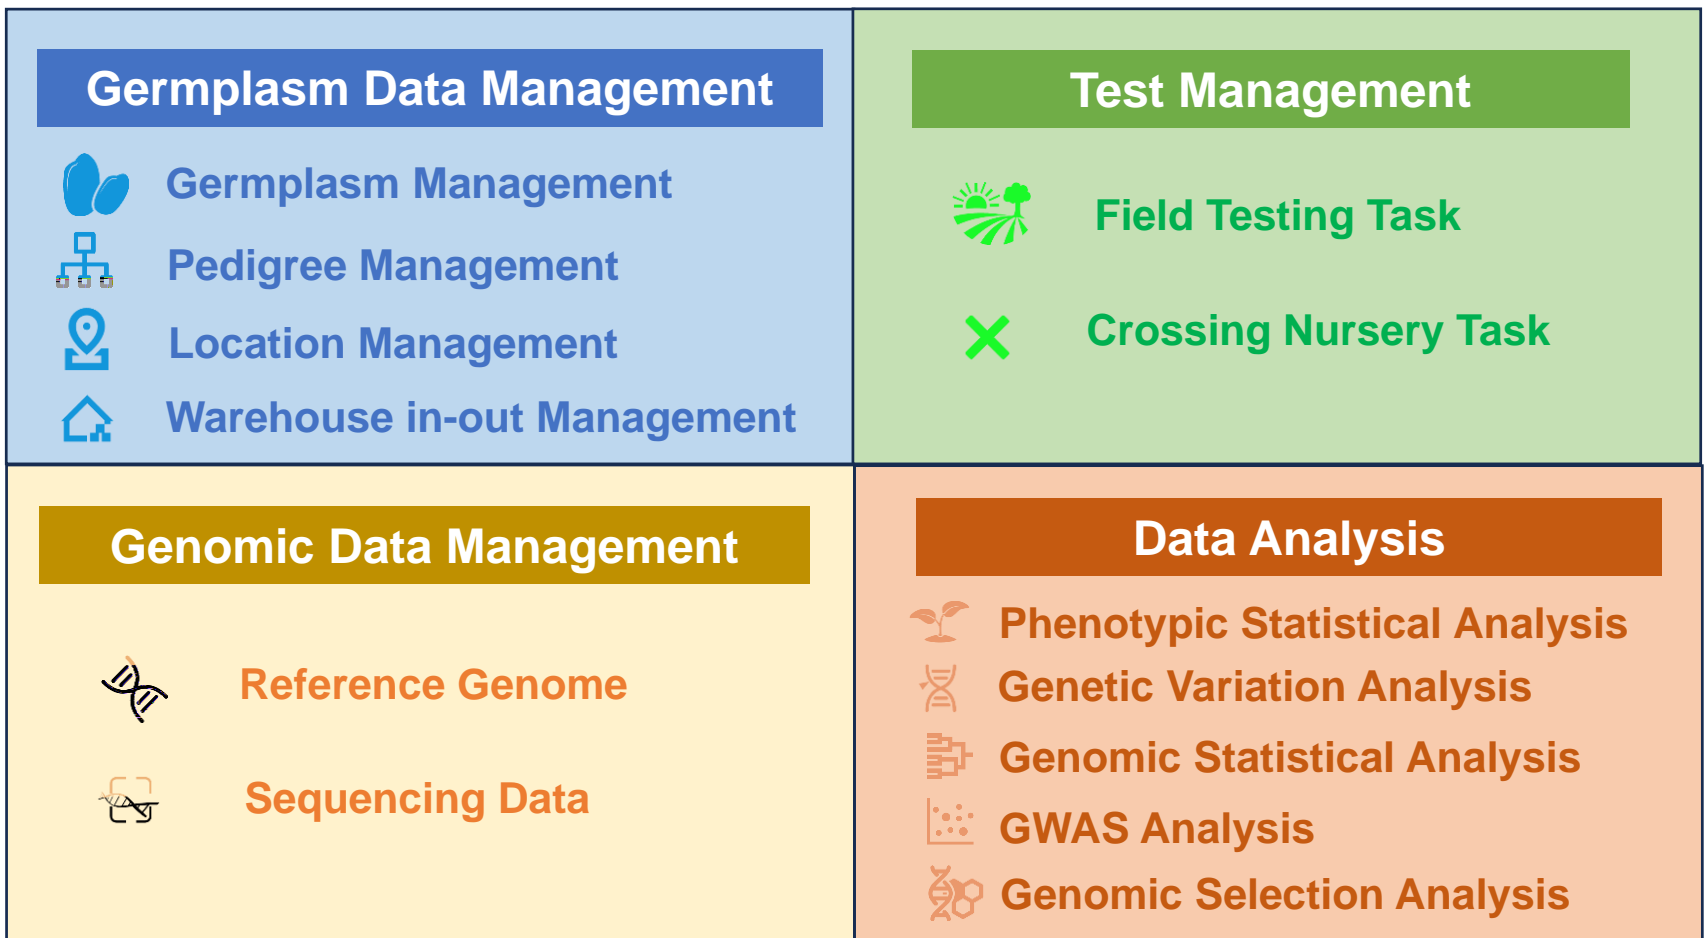 Germplasm Data Management
Germplasm Management
Pedigree Management
Location Management
Warehouse in-out Management
Test Management
Field Testing Task
Crossing Nursery Task
Genomic Data Management
Reference Genome
Sequencing Data
Data Analysis
Phenotypic Statistical Analysis
Genetic Variation Analysis
Genomic Statistical Analysis
GWAS Analysis
Genomic Selection Analysis